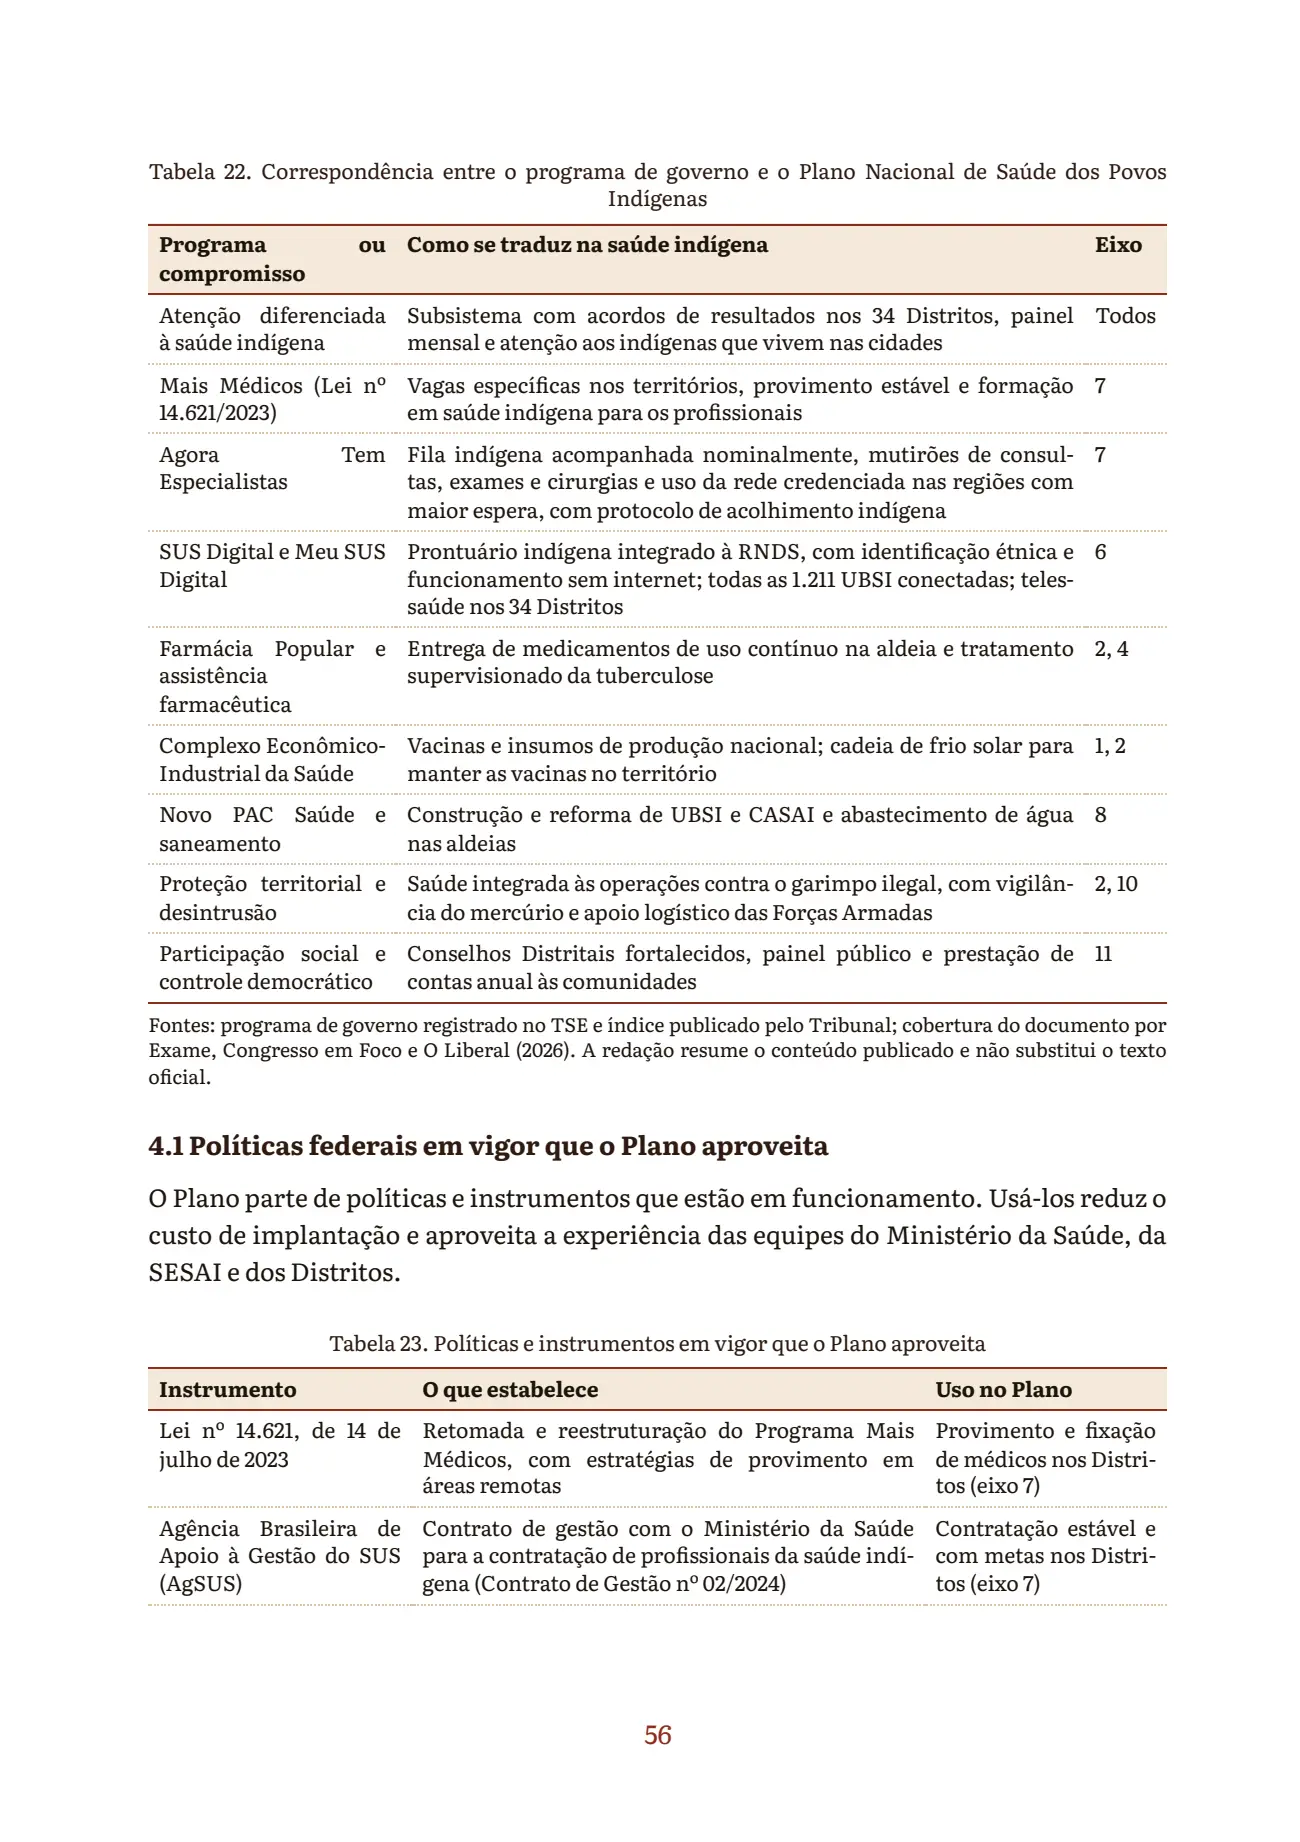 Tabela 22. Correspondência entre o programa de governo e o Plano Nacional de Saúde dos Povos
Indígenas
Programa ou Como se traduz na saúde indígena Eixo
compromisso
Atenção diferenciada Subsistema com acordos de resultados nos 34 Distritos, painel Todos
à saúde indígena mensal e atenção aos indígenas que vivem nas cidades
Mais Médicos (Lei nº Vagas específicas nos territórios, provimento estável e formação 7
14.621/2023) em saúde indígena para os profissionais
Agora Tem Fila indígena acompanhada nominalmente, mutirões de consul- 7
Especialistas tas, exames e cirurgias e uso da rede credenciada nas regiões com
maior espera, com protocolo de acolhimento indígena
SUS Digital e Meu SUS Prontuário indígena integrado à RNDS, com identificação étnica e 6
Digital funcionamento sem internet; todas as 1.211 UBSI conectadas; teles-
saúde nos 34 Distritos
Farmácia Popular e Entrega de medicamentos de uso contínuo na aldeia e tratamento 2, 4
assistência supervisionado da tuberculose
farmacêutica
Complexo Econômico- Vacinas e insumos de produção nacional; cadeia de frio solar para 1, 2
Industrial da Saúde manter as vacinas no território
Novo PAC Saúde e Construção e reforma de UBSI e CASAI e abastecimento de água 8
saneamento nas aldeias
Proteção territorial e Saúde integrada às operações contra o garimpo ilegal, com vigilân- 2, 10
desintrusão cia do mercúrio e apoio logístico das Forças Armadas
Participação social e Conselhos Distritais fortalecidos, painel público e prestação de 11
controle democrático contas anual às comunidades
Fontes: programa de governo registrado no TSE e índice publicado pelo Tribunal; cobertura do documento por
Exame, Congresso em Foco e O Liberal (2026). A redação resume o conteúdo publicado e não substitui o texto
oficial.
4.1 Políticas federais em vigor que o Plano aproveita
O Plano parte de políticas e instrumentos que estão em funcionamento. Usá-los reduz o
custo de implantação e aproveita a experiência das equipes do Ministério da Saúde, da
SESAI e dos Distritos.
Tabela 23. Políticas e instrumentos em vigor que o Plano aproveita
Instrumento O que estabelece Uso no Plano
Lei nº 14.621, de 14 de Retomada e reestruturação do Programa Mais Provimento e fixação
julho de 2023 Médicos, com estratégias de provimento em de médicos nos Distri-
áreas remotas tos (eixo 7)
Agência Brasileira de Contrato de gestão com o Ministério da Saúde Contratação estável e
Apoio à Gestão do SUS para a contratação de profissionais da saúde indí- com metas nos Distri-
(AgSUS) gena (Contrato de Gestão nº 02/2024) tos (eixo 7)
56